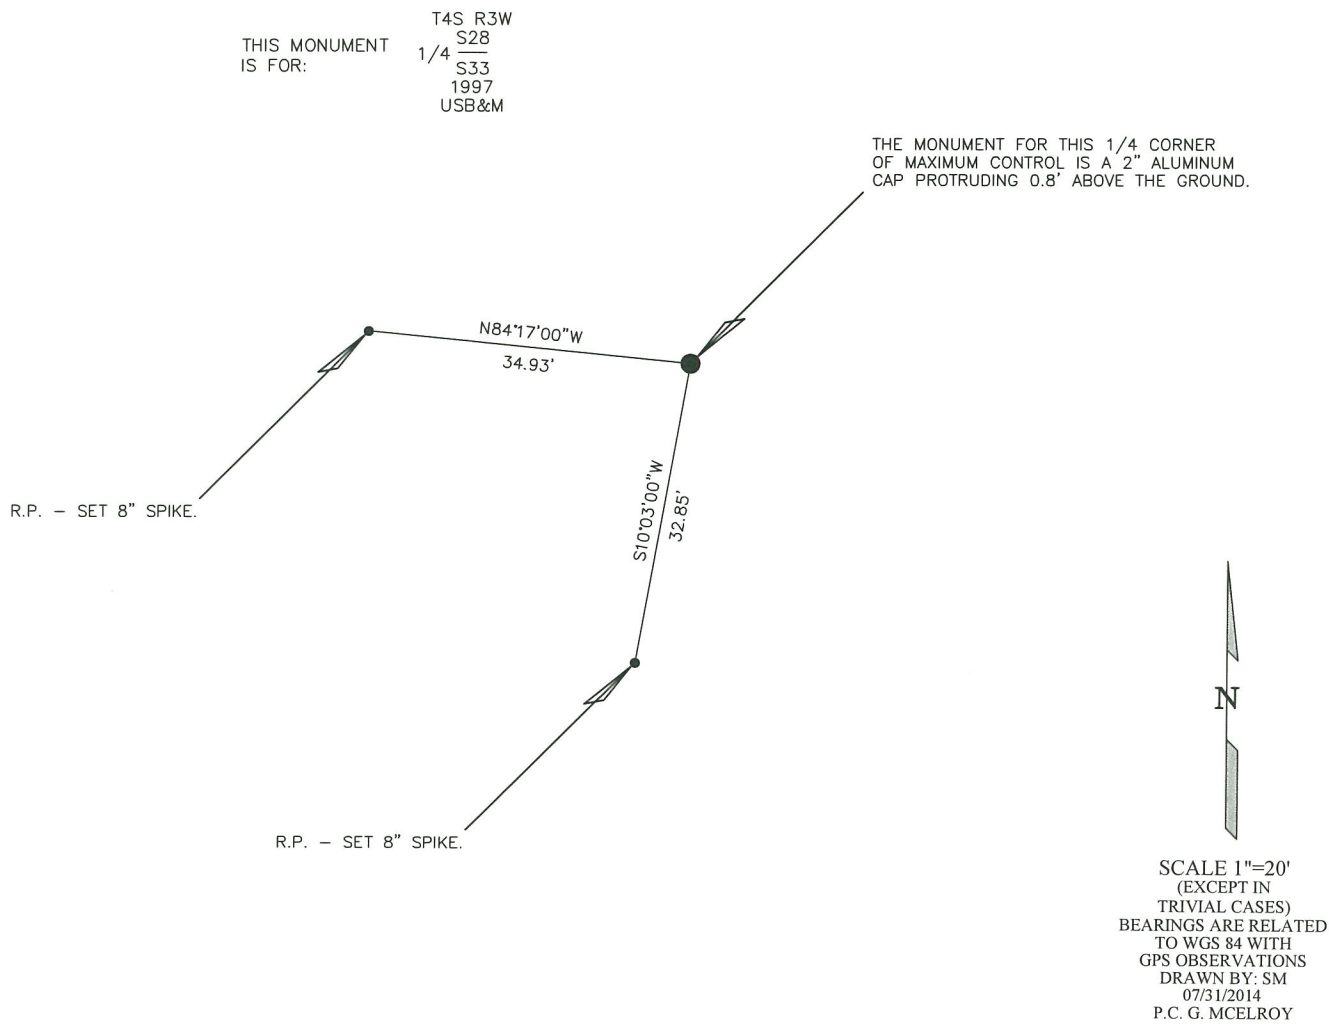 T4S R3W
THIS MONUMENT
IS FOR:
1/4
S28
S33
1997
USB&M
THE MONUMENT FOR THIS 1/4 CORNER
OF MAXIMUM CONTROL IS A 2" ALUMINUM
CAP PROTRUDING 0.8' ABOVE THE GROUND.
N84°17'00"W
34.93'
R.P. – SET 8" SPIKE.
S10°03'00"W
32.85'
R.P. – SET 8" SPIKE.
N
SCALE 1"=20'
(EXCEPT IN
TRIVIAL CASES)
BEARINGS ARE RELATED
TO WGS 84 WITH
GPS OBSERVATIONS
DRAWN BY: SM
07/31/2014
P.C. G. MCELROY